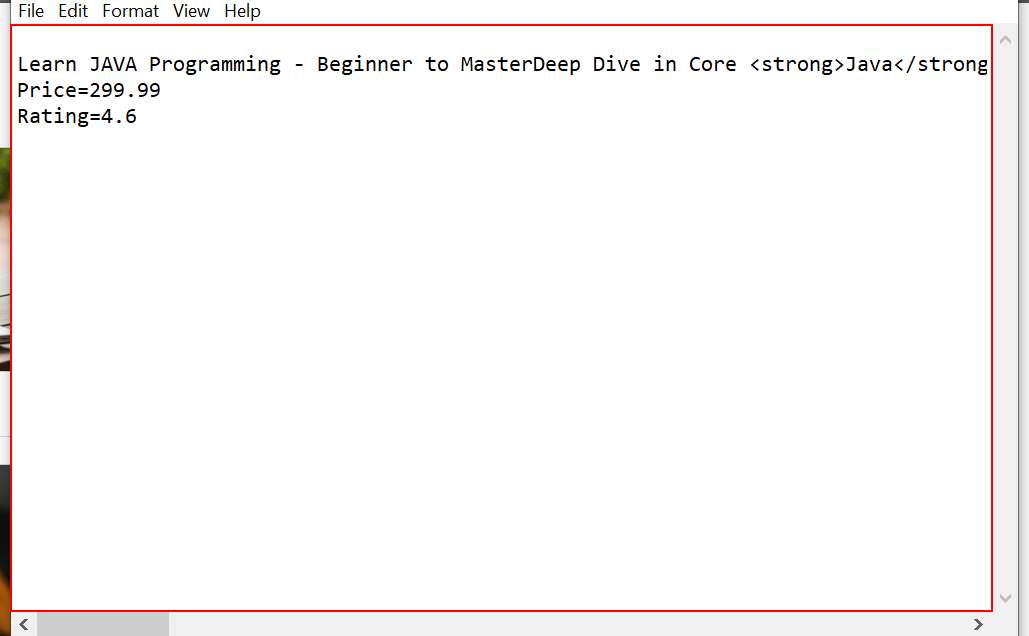 File Edit Format View Help
Learn JAVA Programming - Beginner to MasterDeep Dive in Core <strong>Java</strong
Price=299.99
Rating=4.6